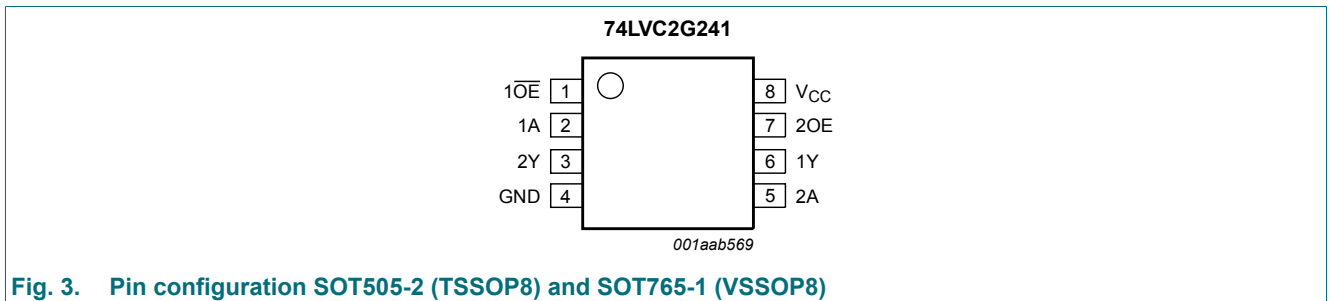 74LVC2G241
1O̅E̅ 1 8 VCC
1A 2 7 2OE
2Y 3 6 1Y
GND 4 5 2A
001aab569
Fig. 3. Pin configuration SOT505-2 (TSSOP8) and SOT765-1 (VSSOP8)